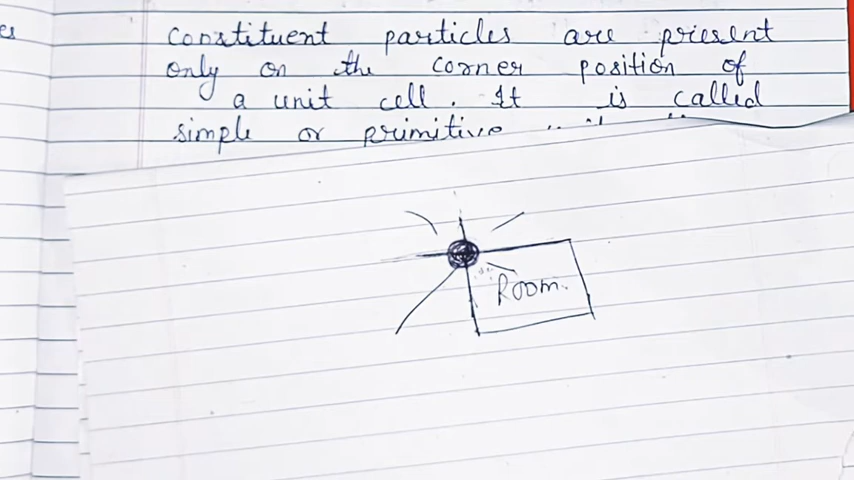 constituent particles are present
only on the corner position of
a unit cell. It is called
simple or primitive
Room.